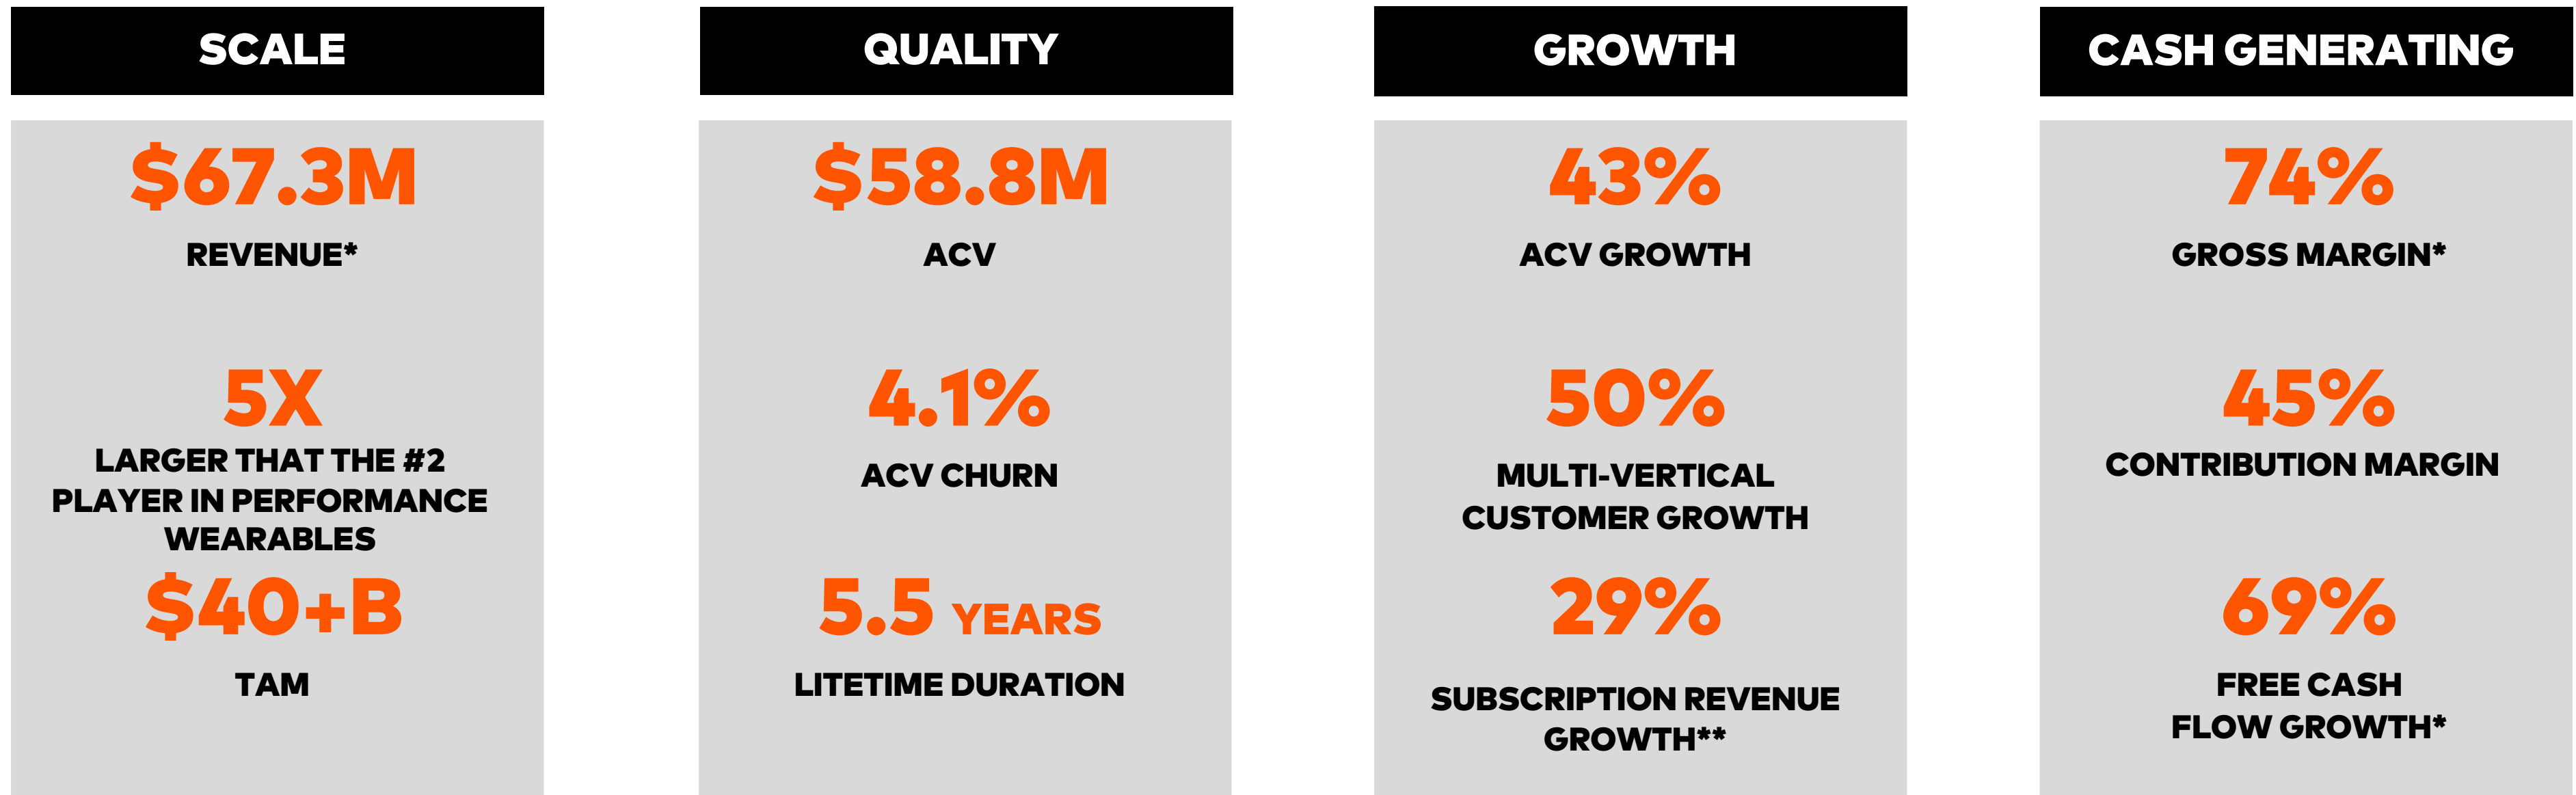 SCALE
$67.3M
REVENUE*
5X
LARGER THAT THE #2
PLAYER IN PERFORMANCE
WEARABLES
$40+B
TAM
QUALITY
$58.8M
ACV
4.1%
ACV CHURN
5.5 YEARS
LITETIME DURATION
GROWTH
43%
ACV GROWTH
50%
MULTI-VERTICAL
CUSTOMER GROWTH
29%
SUBSCRIPTION REVENUE
GROWTH**
CASH GENERATING
74%
GROSS MARGIN*
45%
CONTRIBUTION MARGIN
69%
FREE CASH
FLOW GROWTH*